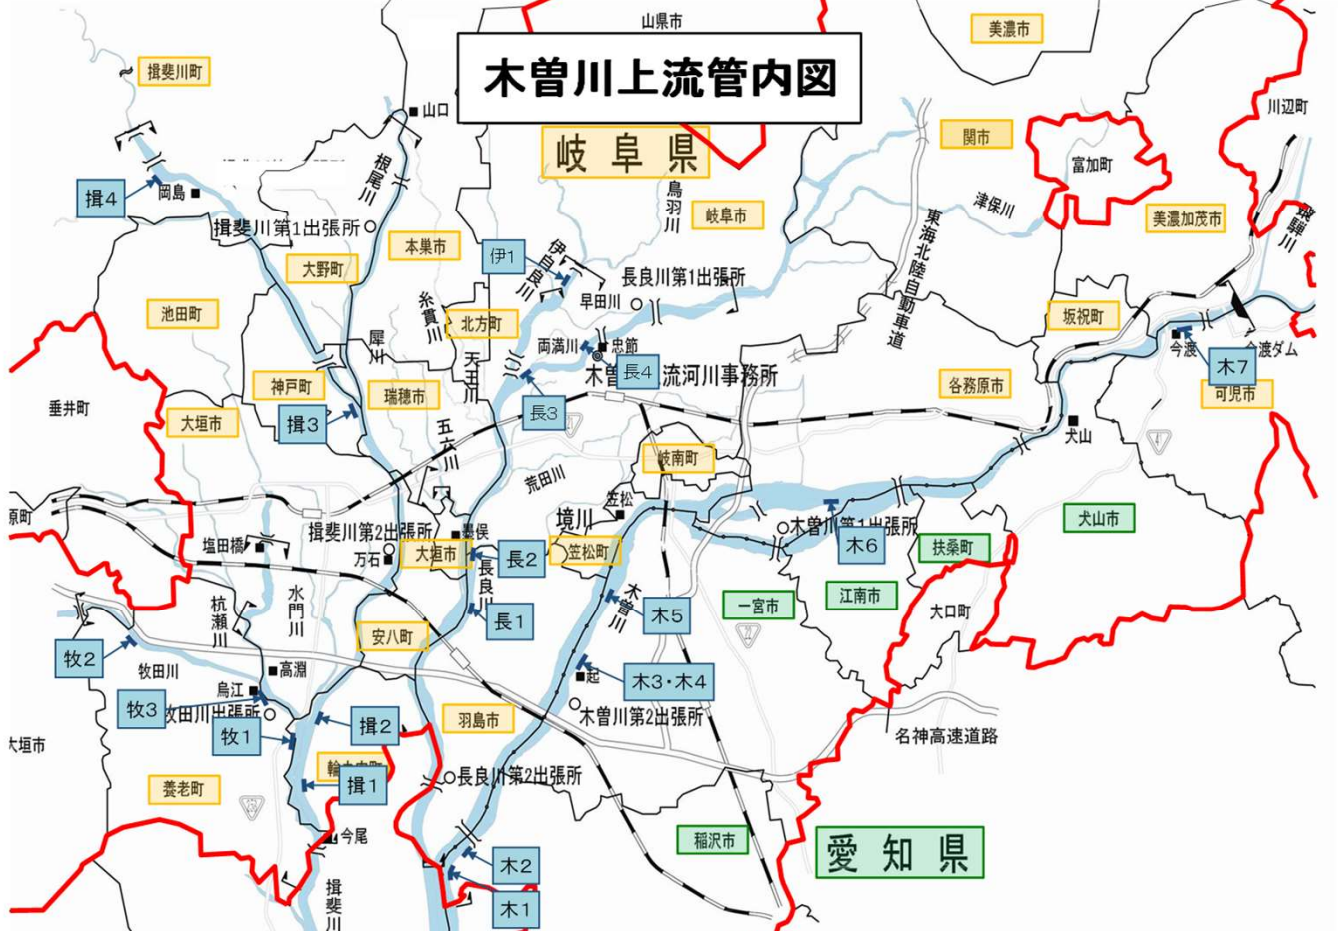 山県市
美濃市
木曽川上流管内図
揖斐川町
川辺町
山口
関市
岐阜県
富加町
根尾川
鳥羽川
揖4
岡島
津保川
岐阜市
美濃加茂市
飛騨川
揖斐川第1出張所
東海北陸自動車道
本巣市
伊1
伊自良川
大野町
長良川第1出張所
早田川
糸貫川
池田町
北方町
坂祝町
犀川
両満川
忠節
今渡
今渡ダム
天王川
長4
木7
神戸町
瑞穂市
各務原市
可児市
垂井町
大垣市
揖3
長3
五六川
犬山
岐南町
荒田川
笠松
境川
犬山市
塩田橋
揖斐川第2出張所
墨俣
木曽川第1出張所
木6
扶桑町
万石
大垣市
長2
笠松町
長良川
水門川
杭瀬川
木曽川
木5
一宮市
江南市
大口町
長1
安八町
牧2
牧田川
高淵
烏江
起
木3・木4
牧3
牧田川出張所
牧1
揖2
羽島市
木曽川第2出張所
名神高速道路
大垣市
養老町
揖1
長良川第2出張所
今尾
稲沢市
愛知県
木2
揖斐川
木1